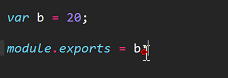 var b = 20;
module.exports = b